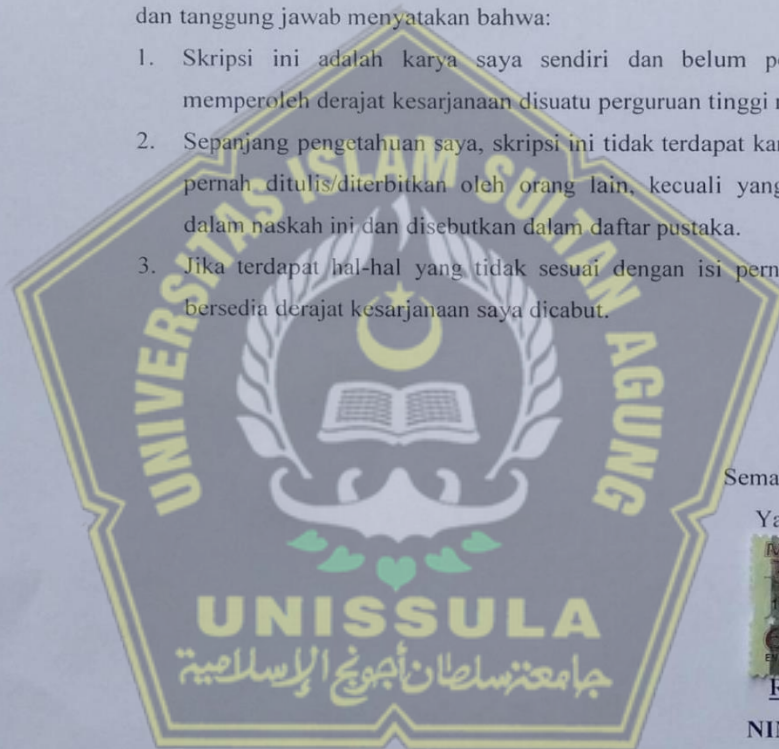 dan tanggung jawab menyatakan bahwa:
1. Skripsi ini adalah karya saya sendiri dan belum
memperoleh derajat kesarjanaan disuatu perguruan tinggi
2. Sepanjang pengetahuan saya, skripsi ini tidak terdapat
pernah ditulis/diterbitkan oleh orang lain, kecuali yang
dalam naskah ini dan disebutkan dalam daftar pustaka.
3. Jika terdapat hal-hal yang tidak sesuai dengan isi
bersedia derajat kesarjanaan saya dicabut.
UNIVERSITAS ISLAM SULTAN AGUNG
Sema
Ya
UNISSULA
جامعة سلطان أجونج الإسلامية